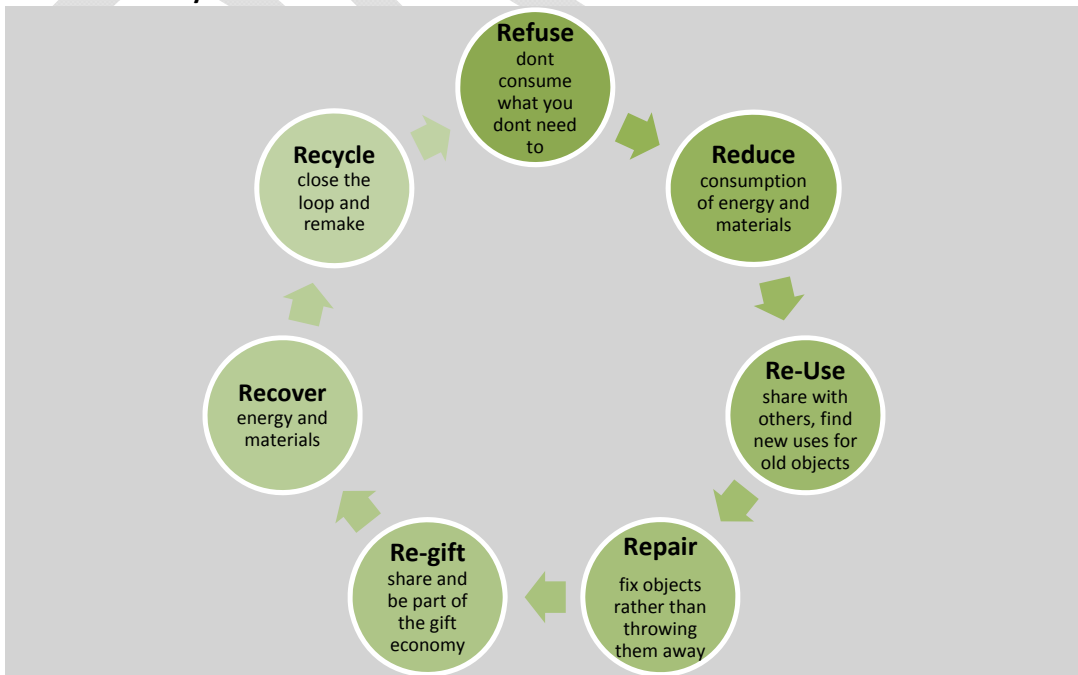 Refuse
dont
consume
what you
dont need
to
Reduce
consumption
of energy and
materials
Re-Use
share with
others, find
new uses for
old objects
Repair
fix objects
rather than
throwing
them away
Re-gift
share and
be part of
the gift
economy
Recover
energy and
materials
Recycle
close the
loop and
remake